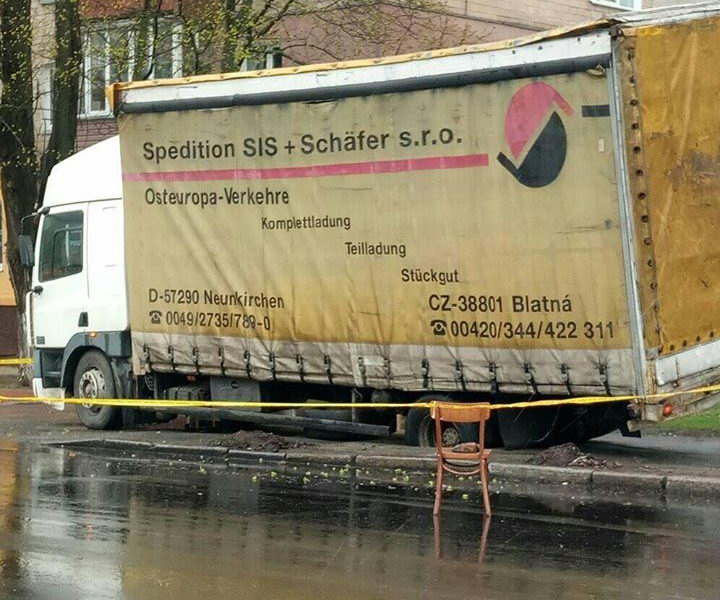 Spedition SIS + Schäfer s.r.o.
Osteuropa-Verkehre
Komplettladung
Teilladung
Stückgut
D-57290 Neunkirchen
☎ 0049/2735/789-0
CZ-38801 Blatná
☎ 00420/344/422 311